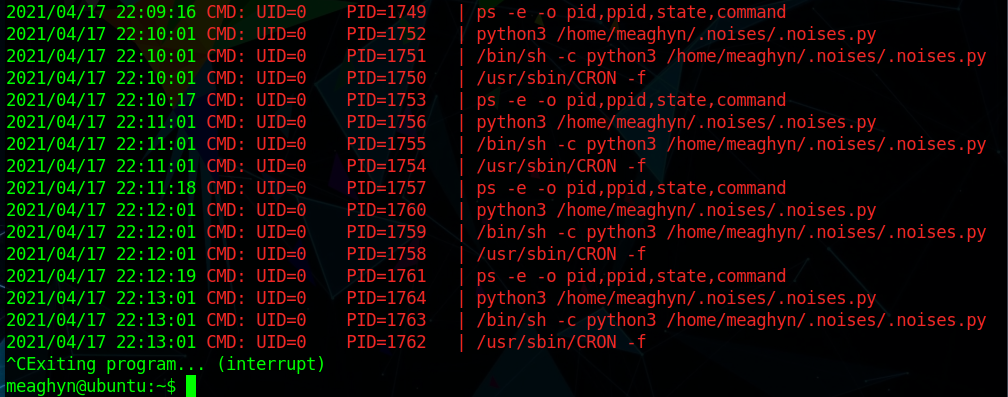 2021/04/17 22:09:16 CMD: UID=0    PID=1749   | ps -e -o pid,ppid,state,command
2021/04/17 22:10:01 CMD: UID=0    PID=1752   | python3 /home/meaghyn/.noises/.noises.py
2021/04/17 22:10:01 CMD: UID=0    PID=1751   | /bin/sh -c python3 /home/meaghyn/.noises/.noises.py
2021/04/17 22:10:01 CMD: UID=0    PID=1750   | /usr/sbin/CRON -f
2021/04/17 22:10:17 CMD: UID=0    PID=1753   | ps -e -o pid,ppid,state,command
2021/04/17 22:11:01 CMD: UID=0    PID=1756   | python3 /home/meaghyn/.noises/.noises.py
2021/04/17 22:11:01 CMD: UID=0    PID=1755   | /bin/sh -c python3 /home/meaghyn/.noises/.noises.py
2021/04/17 22:11:01 CMD: UID=0    PID=1754   | /usr/sbin/CRON -f
2021/04/17 22:11:18 CMD: UID=0    PID=1757   | ps -e -o pid,ppid,state,command
2021/04/17 22:12:01 CMD: UID=0    PID=1760   | python3 /home/meaghyn/.noises/.noises.py
2021/04/17 22:12:01 CMD: UID=0    PID=1759   | /bin/sh -c python3 /home/meaghyn/.noises/.noises.py
2021/04/17 22:12:01 CMD: UID=0    PID=1758   | /usr/sbin/CRON -f
2021/04/17 22:12:19 CMD: UID=0    PID=1761   | ps -e -o pid,ppid,state,command
2021/04/17 22:13:01 CMD: UID=0    PID=1764   | python3 /home/meaghyn/.noises/.noises.py
2021/04/17 22:13:01 CMD: UID=0    PID=1763   | /bin/sh -c python3 /home/meaghyn/.noises/.noises.py
2021/04/17 22:13:01 CMD: UID=0    PID=1762   | /usr/sbin/CRON -f
^CExiting program... (interrupt)
meaghyn@ubuntu:~$